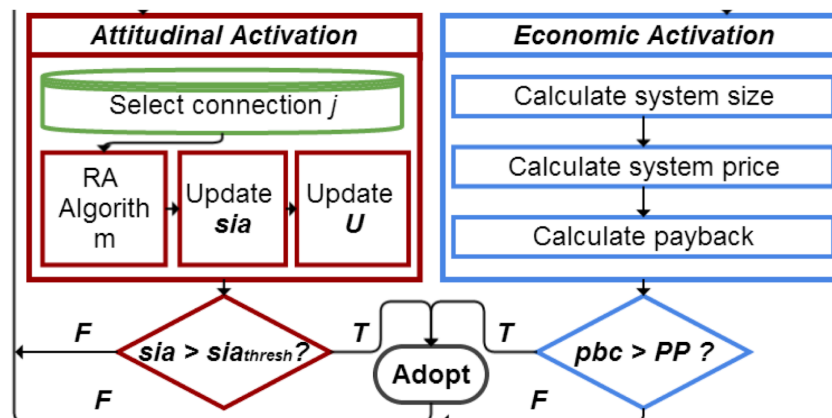 Attitudinal Activation
Select connection j
RA
Algorith
m
Update
sia
Update
U
sia > siathresh?
F
T
F
Economic Activation
Calculate system size
Calculate system price
Calculate payback
pbc > PP ?
T
F
Adopt